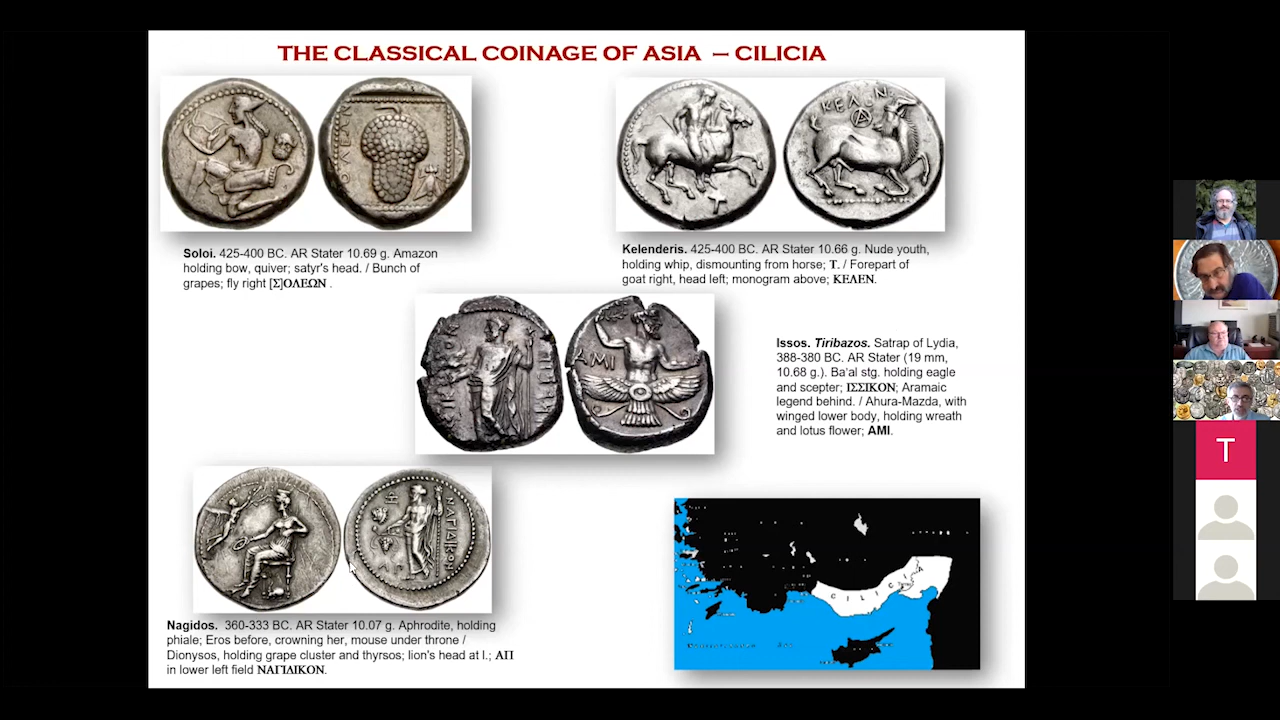 THE CLASSICAL COINAGE OF ASIA – CILICIA
Soloi. 425-400 BC. AR Stater 10.69 g. Amazon
holding bow, quiver; satyr's head. / Bunch of
grapes; fly right [Σ]ΟΛΕΩΝ .
ΚΕΛΕΝ
Kelenderis. 425-400 BC. AR Stater 10.66 g. Nude youth,
holding whip, dismounting from horse; Τ. / Forepart of
goat right, head left; monogram above; ΚΕΛΕΝ.
AMI
Issos. Tiribazos. Satrap of Lydia,
388-380 BC. AR Stater (19 mm,
10.68 g.). Ba'al stg. holding eagle
and scepter; ΙΣΣΙΚΟΝ; Aramaic
legend behind. / Ahura-Mazda, with
winged lower body, holding wreath
and lotus flower; AMI.
ΝΑΓΙΔΙΚΟΝ
Nagidos. 360-333 BC. AR Stater 10.07 g. Aphrodite, holding
phiale; Eros before, crowning her, mouse under throne /
Dionysos, holding grape cluster and thyrsos; lion's head at l.; ΑΠ
in lower left field ΝΑΓΙΔΙΚΟΝ.
CILICIA
T